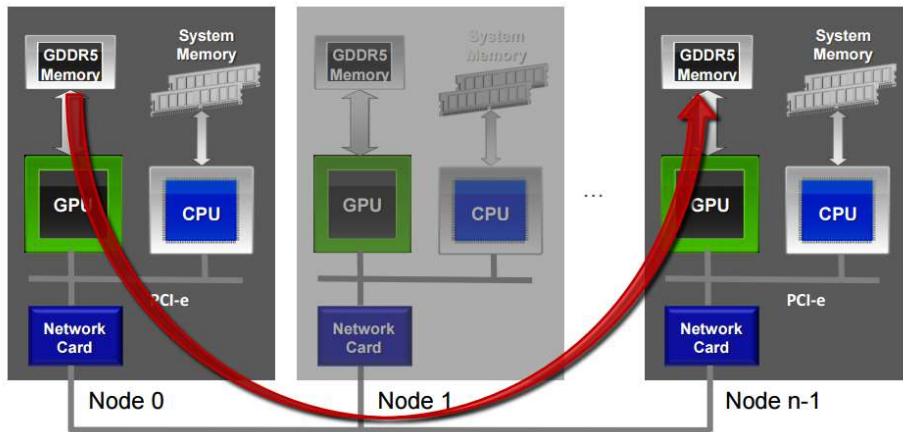 GDDR5
Memory
System
Memory
GPU
CPU
PCI-e
Network
Card
Node 0
GDDR5
Memory
System
Memory
GPU
CPU
Network
Card
Node 1
...
GDDR5
Memory
System
Memory
GPU
CPU
PCI-e
Network
Card
Node n-1